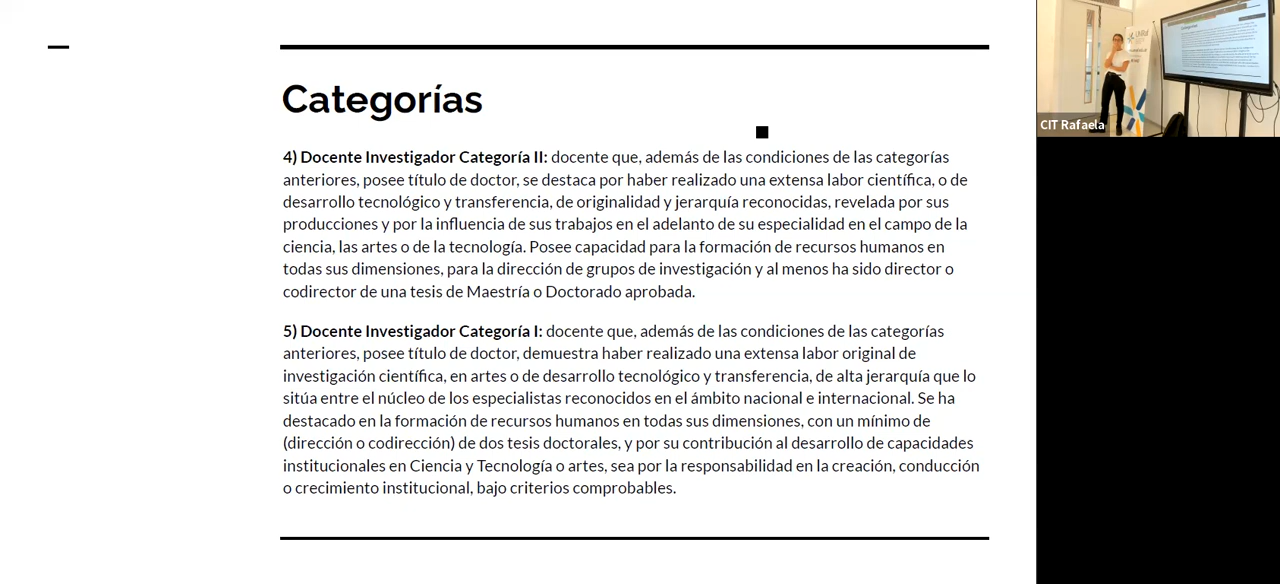 Categorías
4) Docente Investigador Categoría II: docente que, además de las condiciones de las categorías
anteriores, posee título de doctor, se destaca por haber realizado una extensa labor científica, o de
desarrollo tecnológico y transferencia, de originalidad y jerarquía reconocidas, revelada por sus
producciones y por la influencia de sus trabajos en el adelanto de su especialidad en el campo de la
ciencia, las artes o de la tecnología. Posee capacidad para la formación de recursos humanos en
todas sus dimensiones, para la dirección de grupos de investigación y al menos ha sido director o
codirector de una tesis de Maestría o Doctorado aprobada.
5) Docente Investigador Categoría I: docente que, además de las condiciones de las categorías
anteriores, posee título de doctor, demuestra haber realizado una extensa labor original de
investigación científica, en artes o de desarrollo tecnológico y transferencia, de alta jerarquía que lo
sitúa entre el núcleo de los especialistas reconocidos en el ámbito nacional e internacional. Se ha
destacado en la formación de recursos humanos en todas sus dimensiones, con un mínimo de
(dirección o codirección) de dos tesis doctorales, y por su contribución al desarrollo de capacidades
institucionales en Ciencia y Tecnología o artes, sea por la responsabilidad en la creación, conducción
o crecimiento institucional, bajo criterios comprobables.
UNRaf
CIT Rafaela